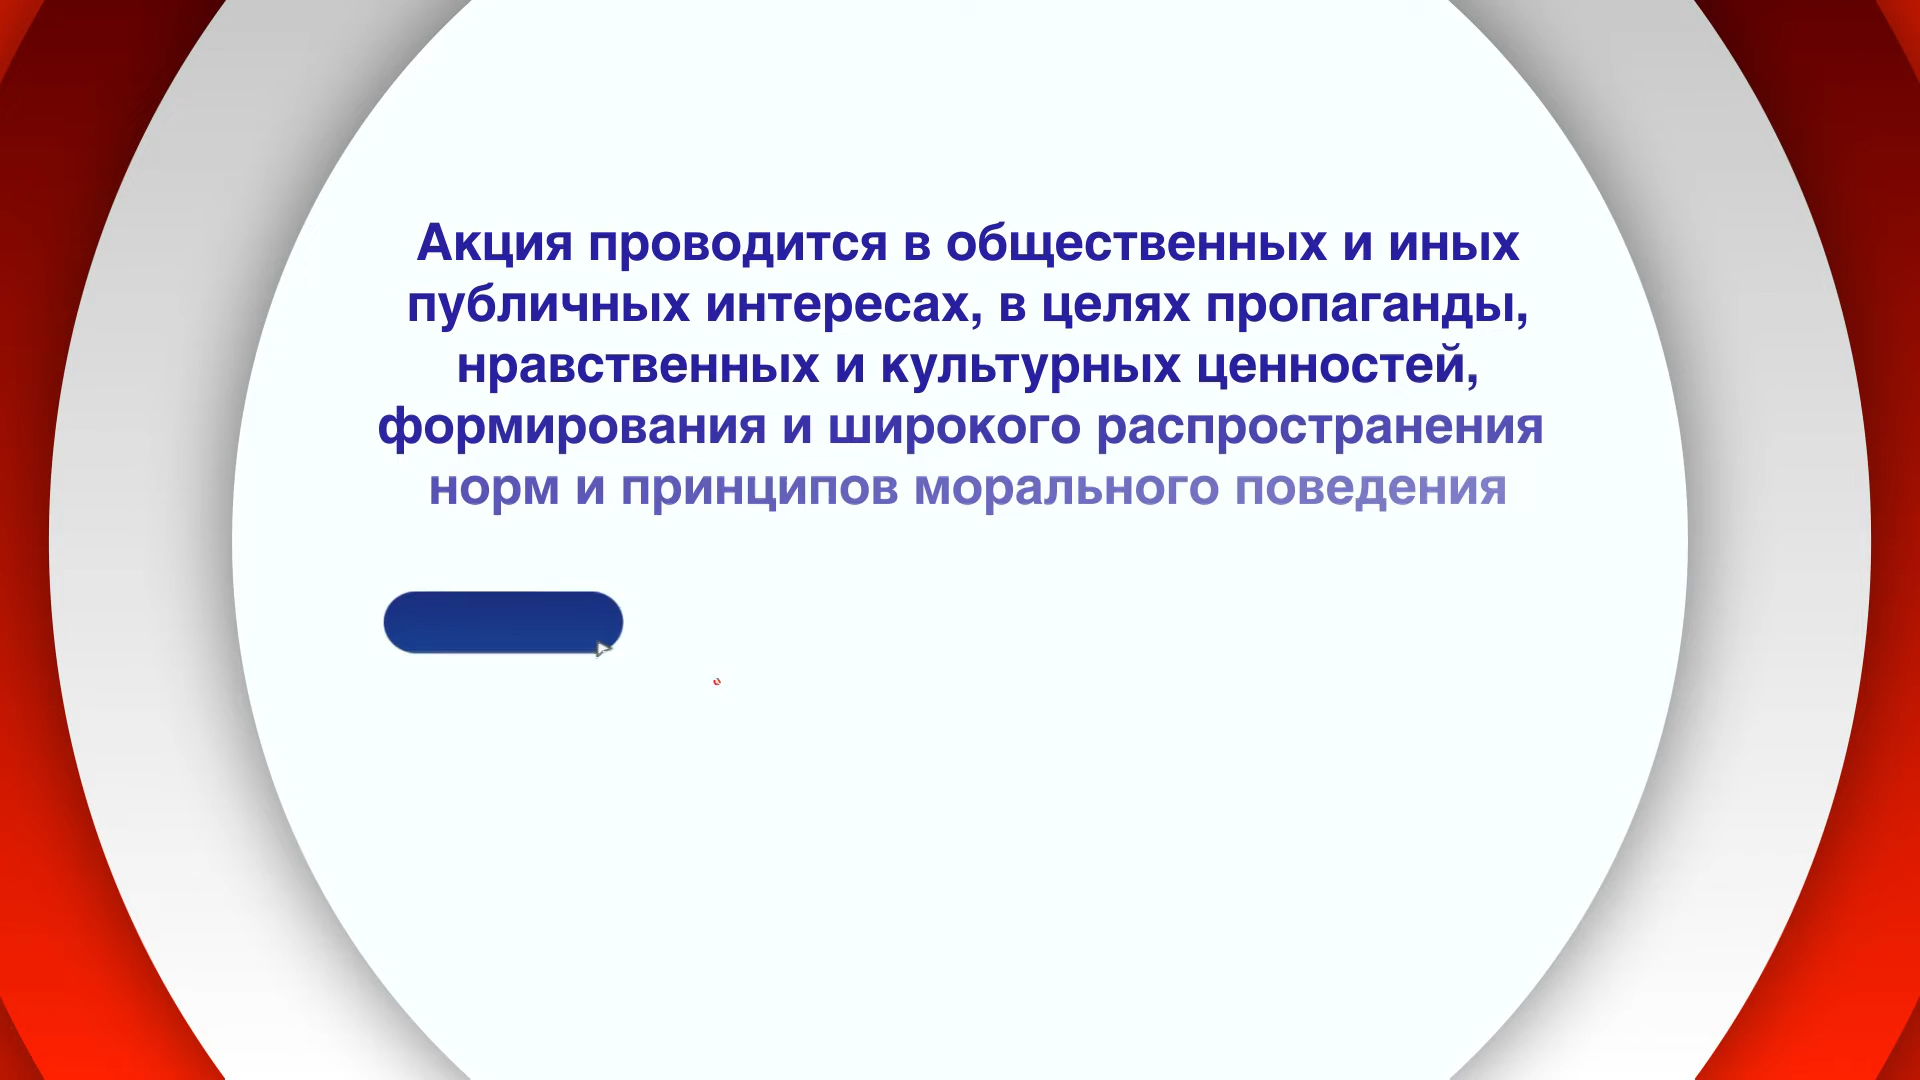 Акция проводится в общественных и иных
публичных интересах, в целях пропаганды,
нравственных и культурных ценностей,
формирования и широкого распространения
норм и принципов морального поведения